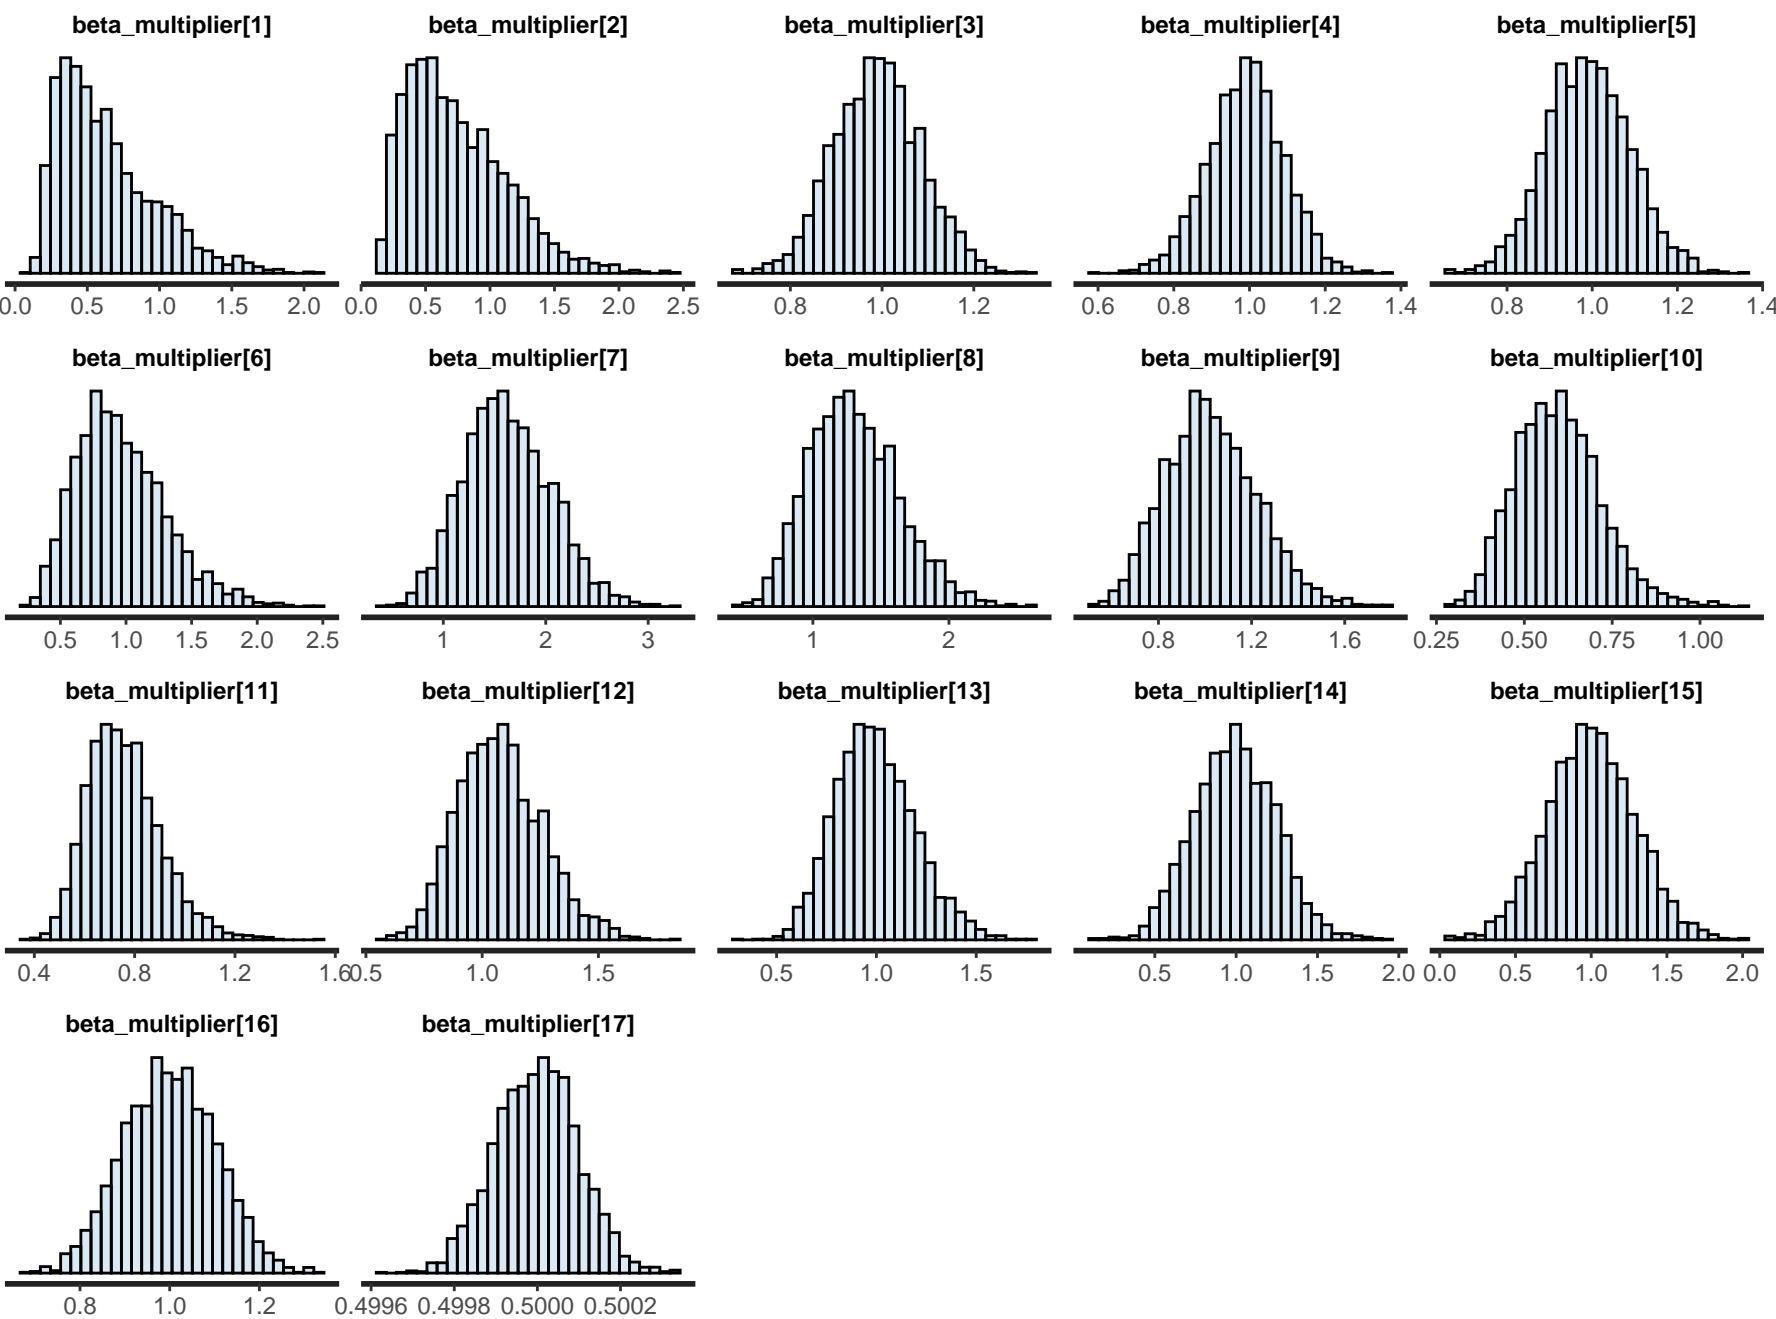 beta_multiplier[1] beta_multiplier[2] beta_multiplier[3] beta_multiplier[4] beta_multiplier[5]
0.0 0.5 1.0 1.5 2.0 0.0 0.5 1.0 1.5 2.0 2.5 0.8 1.0 1.2 0.6 0.8 1.0 1.2 1.4 0.8 1.0 1.2 1.4
beta_multiplier[6] beta_multiplier[7] beta_multiplier[8] beta_multiplier[9] beta_multiplier[10]
0.5 1.0 1.5 2.0 2.5 1 2 3 1 2 0.8 1.2 1.6 0.25 0.50 0.75 1.00
beta_multiplier[11] beta_multiplier[12] beta_multiplier[13] beta_multiplier[14] beta_multiplier[15]
0.4 0.8 1.2 1.6 0.5 1.0 1.5 0.5 1.0 1.5 0.5 1.0 1.5 2.0 0.0 0.5 1.0 1.5 2.0
beta_multiplier[16] beta_multiplier[17]
0.8 1.0 1.2 0.4996 0.4998 0.5000 0.5002